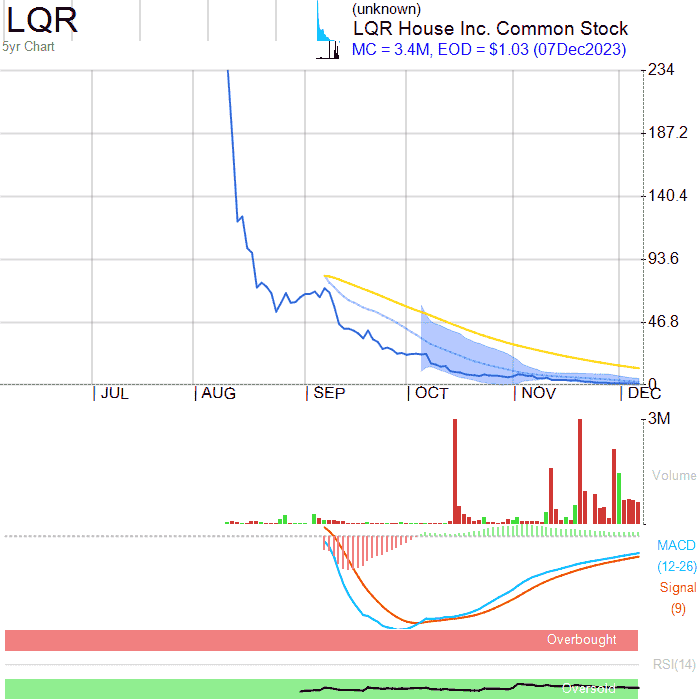 LQR
5yr Chart
(unknown)
LQR House Inc. Common Stock
MC = 3.4M, EOD = $1.03 (07Dec2023)
234
187.2
140.4
93.6
46.8
0
JUL AUG SEP OCT NOV DEC
3M
Volume
MACD
(12-26)
Signal
(9)
Overbought
RSI(14)
Oversold